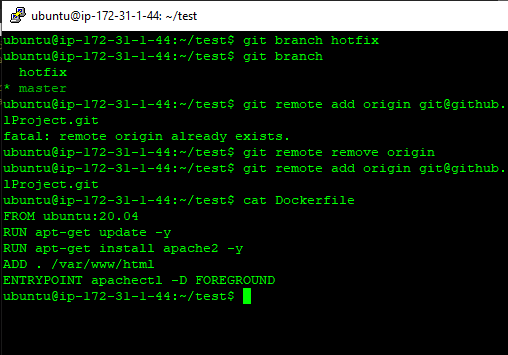 ubuntu@ip-172-31-1-44: ~/test
ubuntu@ip-172-31-1-44:~/test$ git branch hotfix
ubuntu@ip-172-31-1-44:~/test$ git branch
  hotfix
* master
ubuntu@ip-172-31-1-44:~/test$ git remote add origin git@github.
lProject.git
fatal: remote origin already exists.
ubuntu@ip-172-31-1-44:~/test$ git remote remove origin
ubuntu@ip-172-31-1-44:~/test$ git remote add origin git@github.
lProject.git
ubuntu@ip-172-31-1-44:~/test$ cat Dockerfile
FROM ubuntu:20.04
RUN apt-get update -y
RUN apt-get install apache2 -y
ADD . /var/www/html
ENTRYPOINT apachectl -D FOREGROUND
ubuntu@ip-172-31-1-44:~/test$